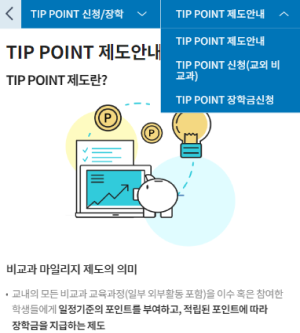 TIP POINT 신청/장학
TIP POINT 제도안내
TIP POINT 제도안내
TIP POINT 신청(교외 비
교과)
TIP POINT 장학금신청
TIP POINT 제도안내
TIP POINT 제도란?
P
P
비교과 마일리지 제도의 의미
• 교내의 모든 비교과 교육과정(일부 외부활동 포함)을 이수 혹은 참여한
학생들에게 일정기준의 포인트를 부여하고, 적립된 포인트에 따라
장학금을 지급하는 제도